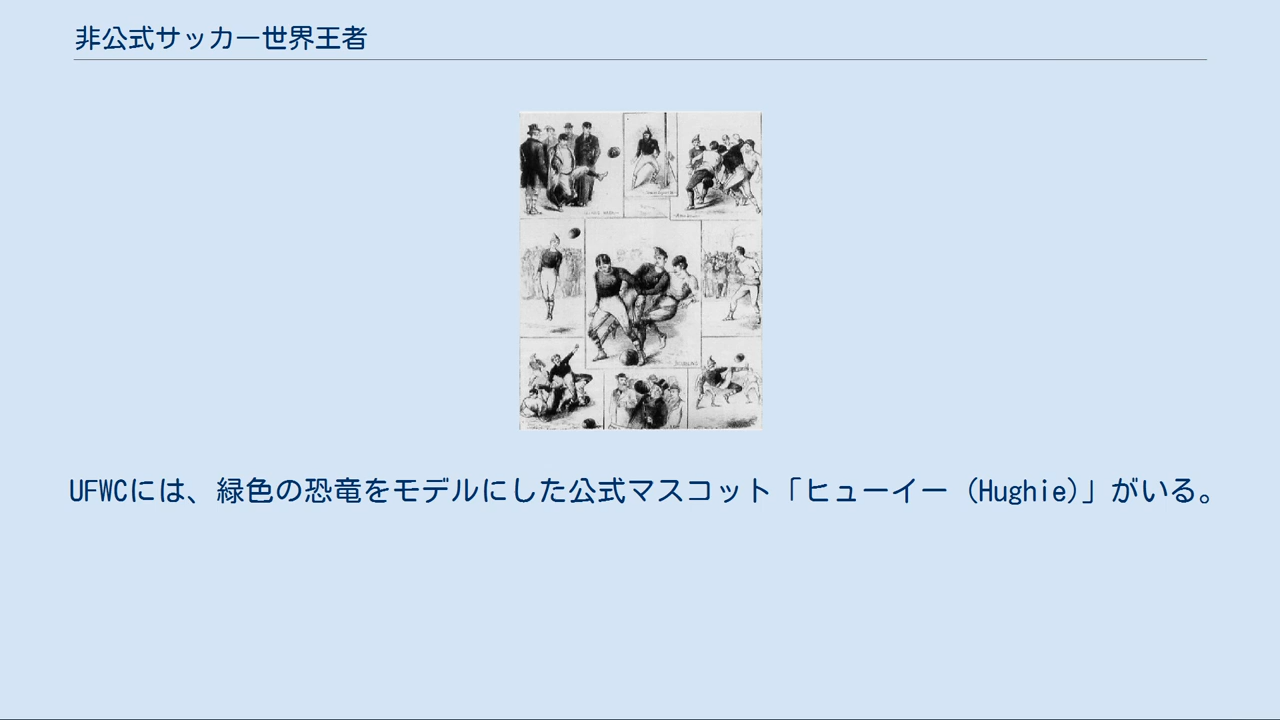 非公式サッカー世界王者
UFWCには、緑色の恐竜をモデルにした公式マスコット「ヒューイー (Hughie)」がいる。